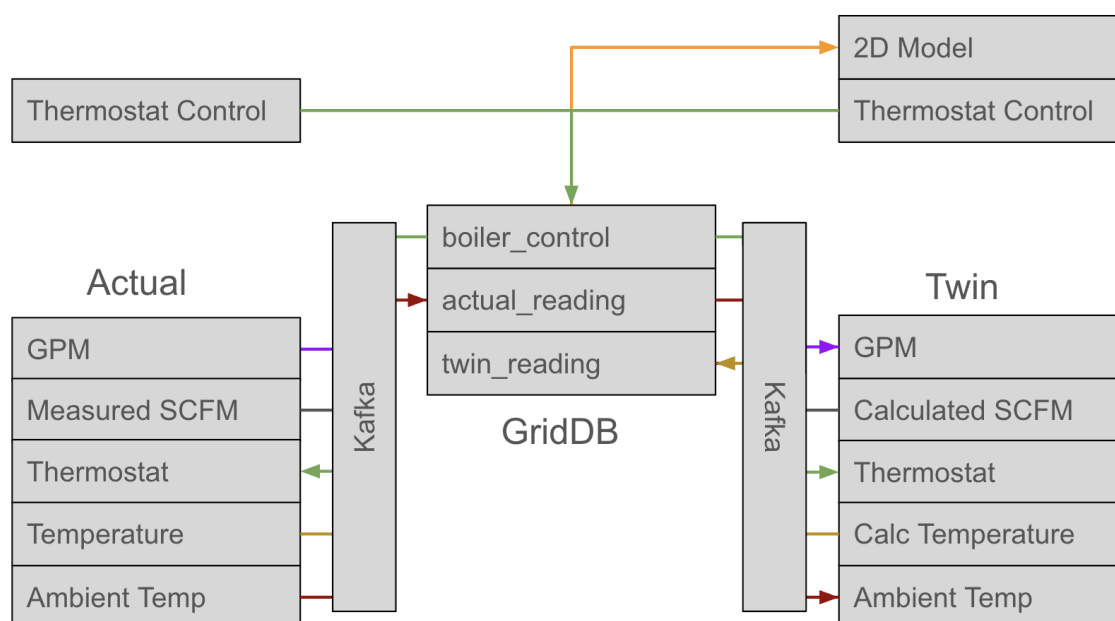 2D Model
Thermostat Control
Thermostat Control
boiler_control
actual_reading
twin_reading
GridDB
Actual
GPM
Measured SCFM
Thermostat
Temperature
Ambient Temp
Kafka
Kafka
Twin
GPM
Calculated SCFM
Thermostat
Calc Temperature
Ambient Temp